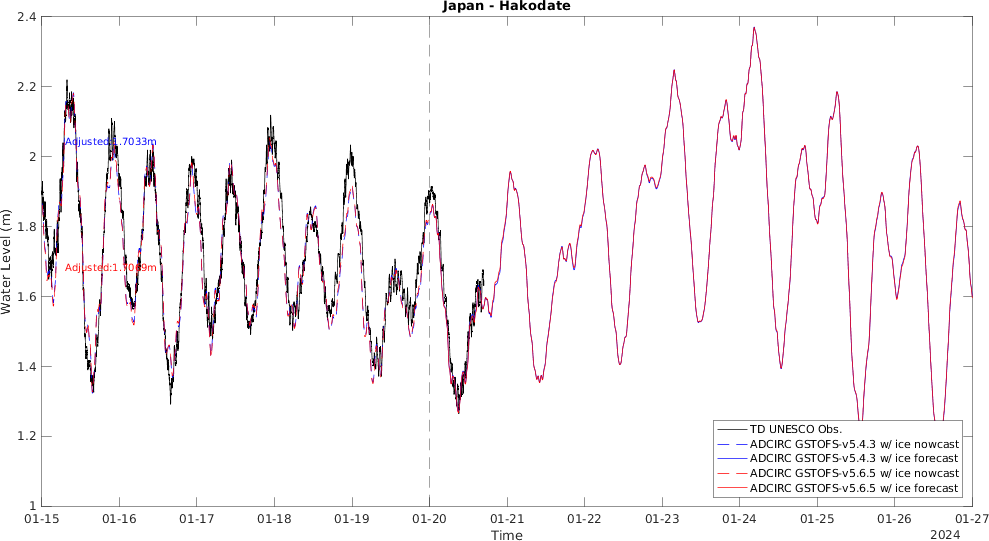 Japan - Hakodate
2.4
2.2
2
1.8
1.6
1.4
1.2
1
Water Level (m)
Adjusted:1.7033m
Adjusted:1.7069m
TD UNESCO Obs.
ADCIRC GSTOFS-v5.4.3 w/ ice nowcast
ADCIRC GSTOFS-v5.4.3 w/ ice forecast
ADCIRC GSTOFS-v5.6.5 w/ ice nowcast
ADCIRC GSTOFS-v5.6.5 w/ ice forecast
01-15 01-16 01-17 01-18 01-19 01-20 01-21 01-22 01-23 01-24 01-25 01-26 01-27
Time
2024